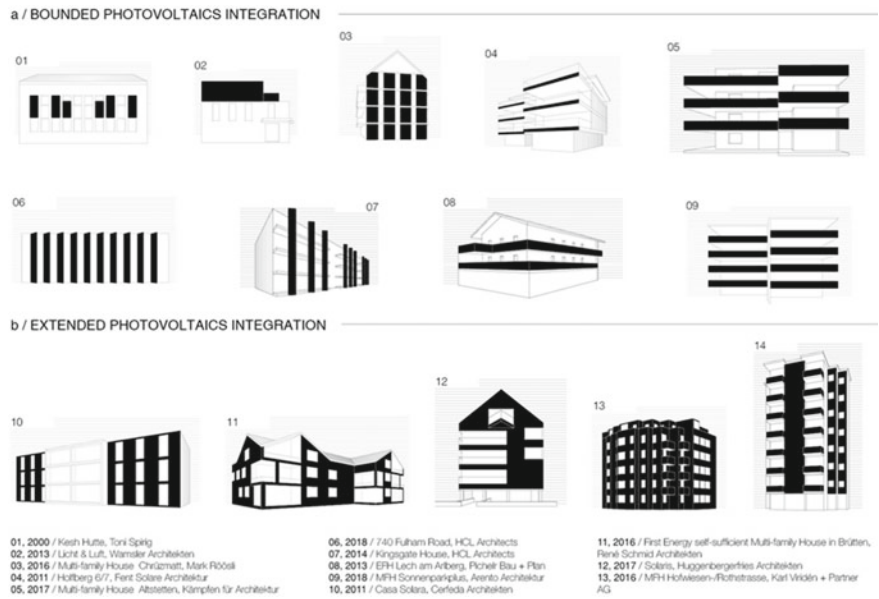 a / BOUNDED PHOTOVOLTAICS INTEGRATION
01
02
03
04
05
06
07
08
09
b / EXTENDED PHOTOVOLTAICS INTEGRATION
10
11
12
13
14
01, 2000 / Kesh Hutte, Toni Spirig
02, 2013 / Licht & Luft, Wamsler Architekten
03, 2016 / Multi-family House Chrüzmatt, Mark Röösli
04, 2011 / Hoffberg 6/7, Fent Solare Architektur
05, 2017 / Multi-family House Altstetten, Kämpfen für Architektur
06, 2018 / 740 Fulham Road, HCL Architects
07, 2014 / Kingsgate House, HCL Architects
08, 2013 / EFH Lech am Arlberg, Pichelr Bau + Plan
09, 2018 / MFH Sonnenparkplus, Arento Architektur
10, 2011 / Casa Solara, Cerfeda Architekten
11, 2016 / First Energy self-sufficient Multi-family House in Brütten,
René Schmid Architekten
12, 2017 / Solaris, Huggenbergerfries Architekten
13, 2016 / MFH Hofwiesen-/Rothstrasse, Karl Viridén + Partner
AG